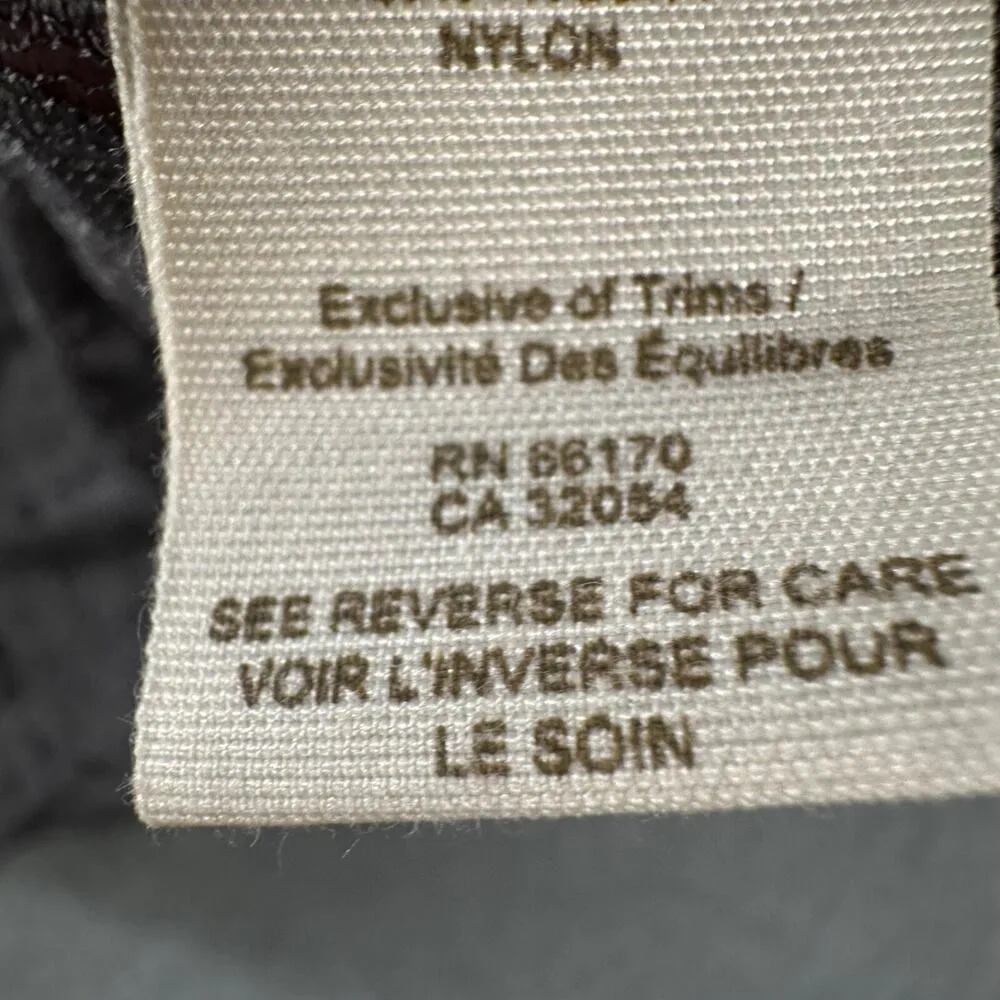 NYLON
Exclusive of Trims /
Exclusivité Des Équilibres
RN 66170
CA 32054
SEE REVERSE FOR CARE
VOIR L'INVERSE POUR
LE SOIN